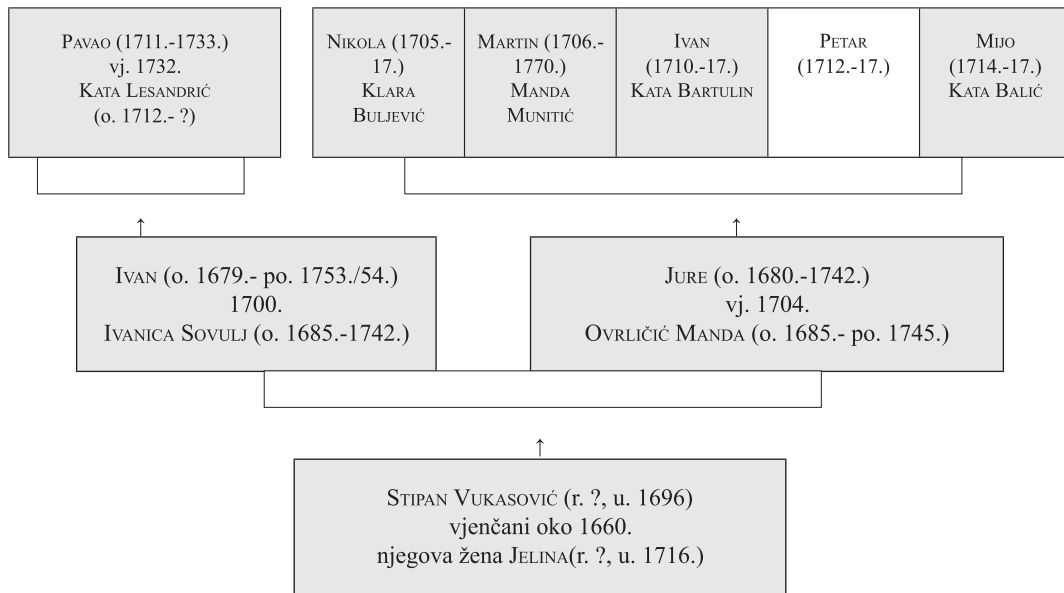 Pavao (1711.-1733.)
vj. 1732.
Kata Lesandrić
(o. 1712.- ?)
Nikola (1705.-
17.)
Klara
Buljević
Martin (1706.-
1770.)
Manda
Munitić
Ivan
(1710.-17.)
Kata Bartulin
Petar
(1712.-17.)
Mijo
(1714.-17.)
Kata Balić
↑
↑
Ivan (o. 1679.- po. 1753./54.)
1700.
Ivanica Sovulj (o. 1685.-1742.)
Jure (o. 1680.-1742.)
vj. 1704.
Ovrličić Manda (o. 1685.- po. 1745.)
↑
Stipan Vukasović (r. ?, u. 1696)
vjenčani oko 1660.
njegova žena Jelina(r. ?, u. 1716.)